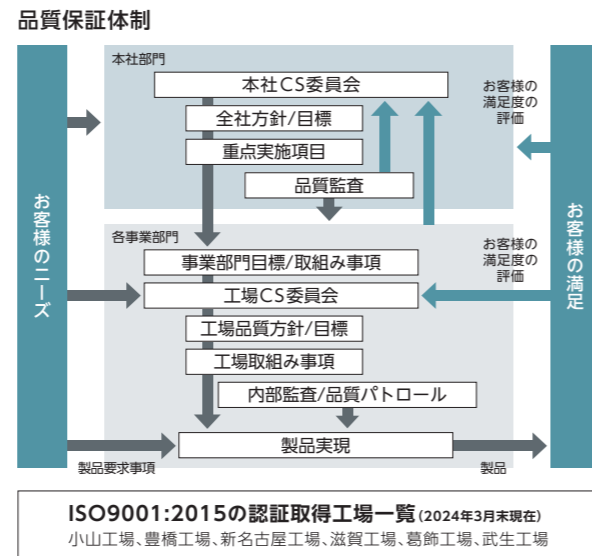 品質保証体制
本社部門
本社CS委員会
全社方針/目標
重点実施項目
品質監査
お客様の
満足度の
評価
お客様のニーズ
各事業部門
事業部門目標/取組み事項
工場CS委員会
工場品質方針/目標
工場取組み事項
内部監査/品質パトロール
製品実現
お客様の
満足度の
評価
お客様の満足
製品要求事項
製品
ISO9001:2015の認証取得工場一覧(2024年3月末現在)
小山工場、豊橋工場、新名古屋工場、滋賀工場、葛飾工場、武生工場